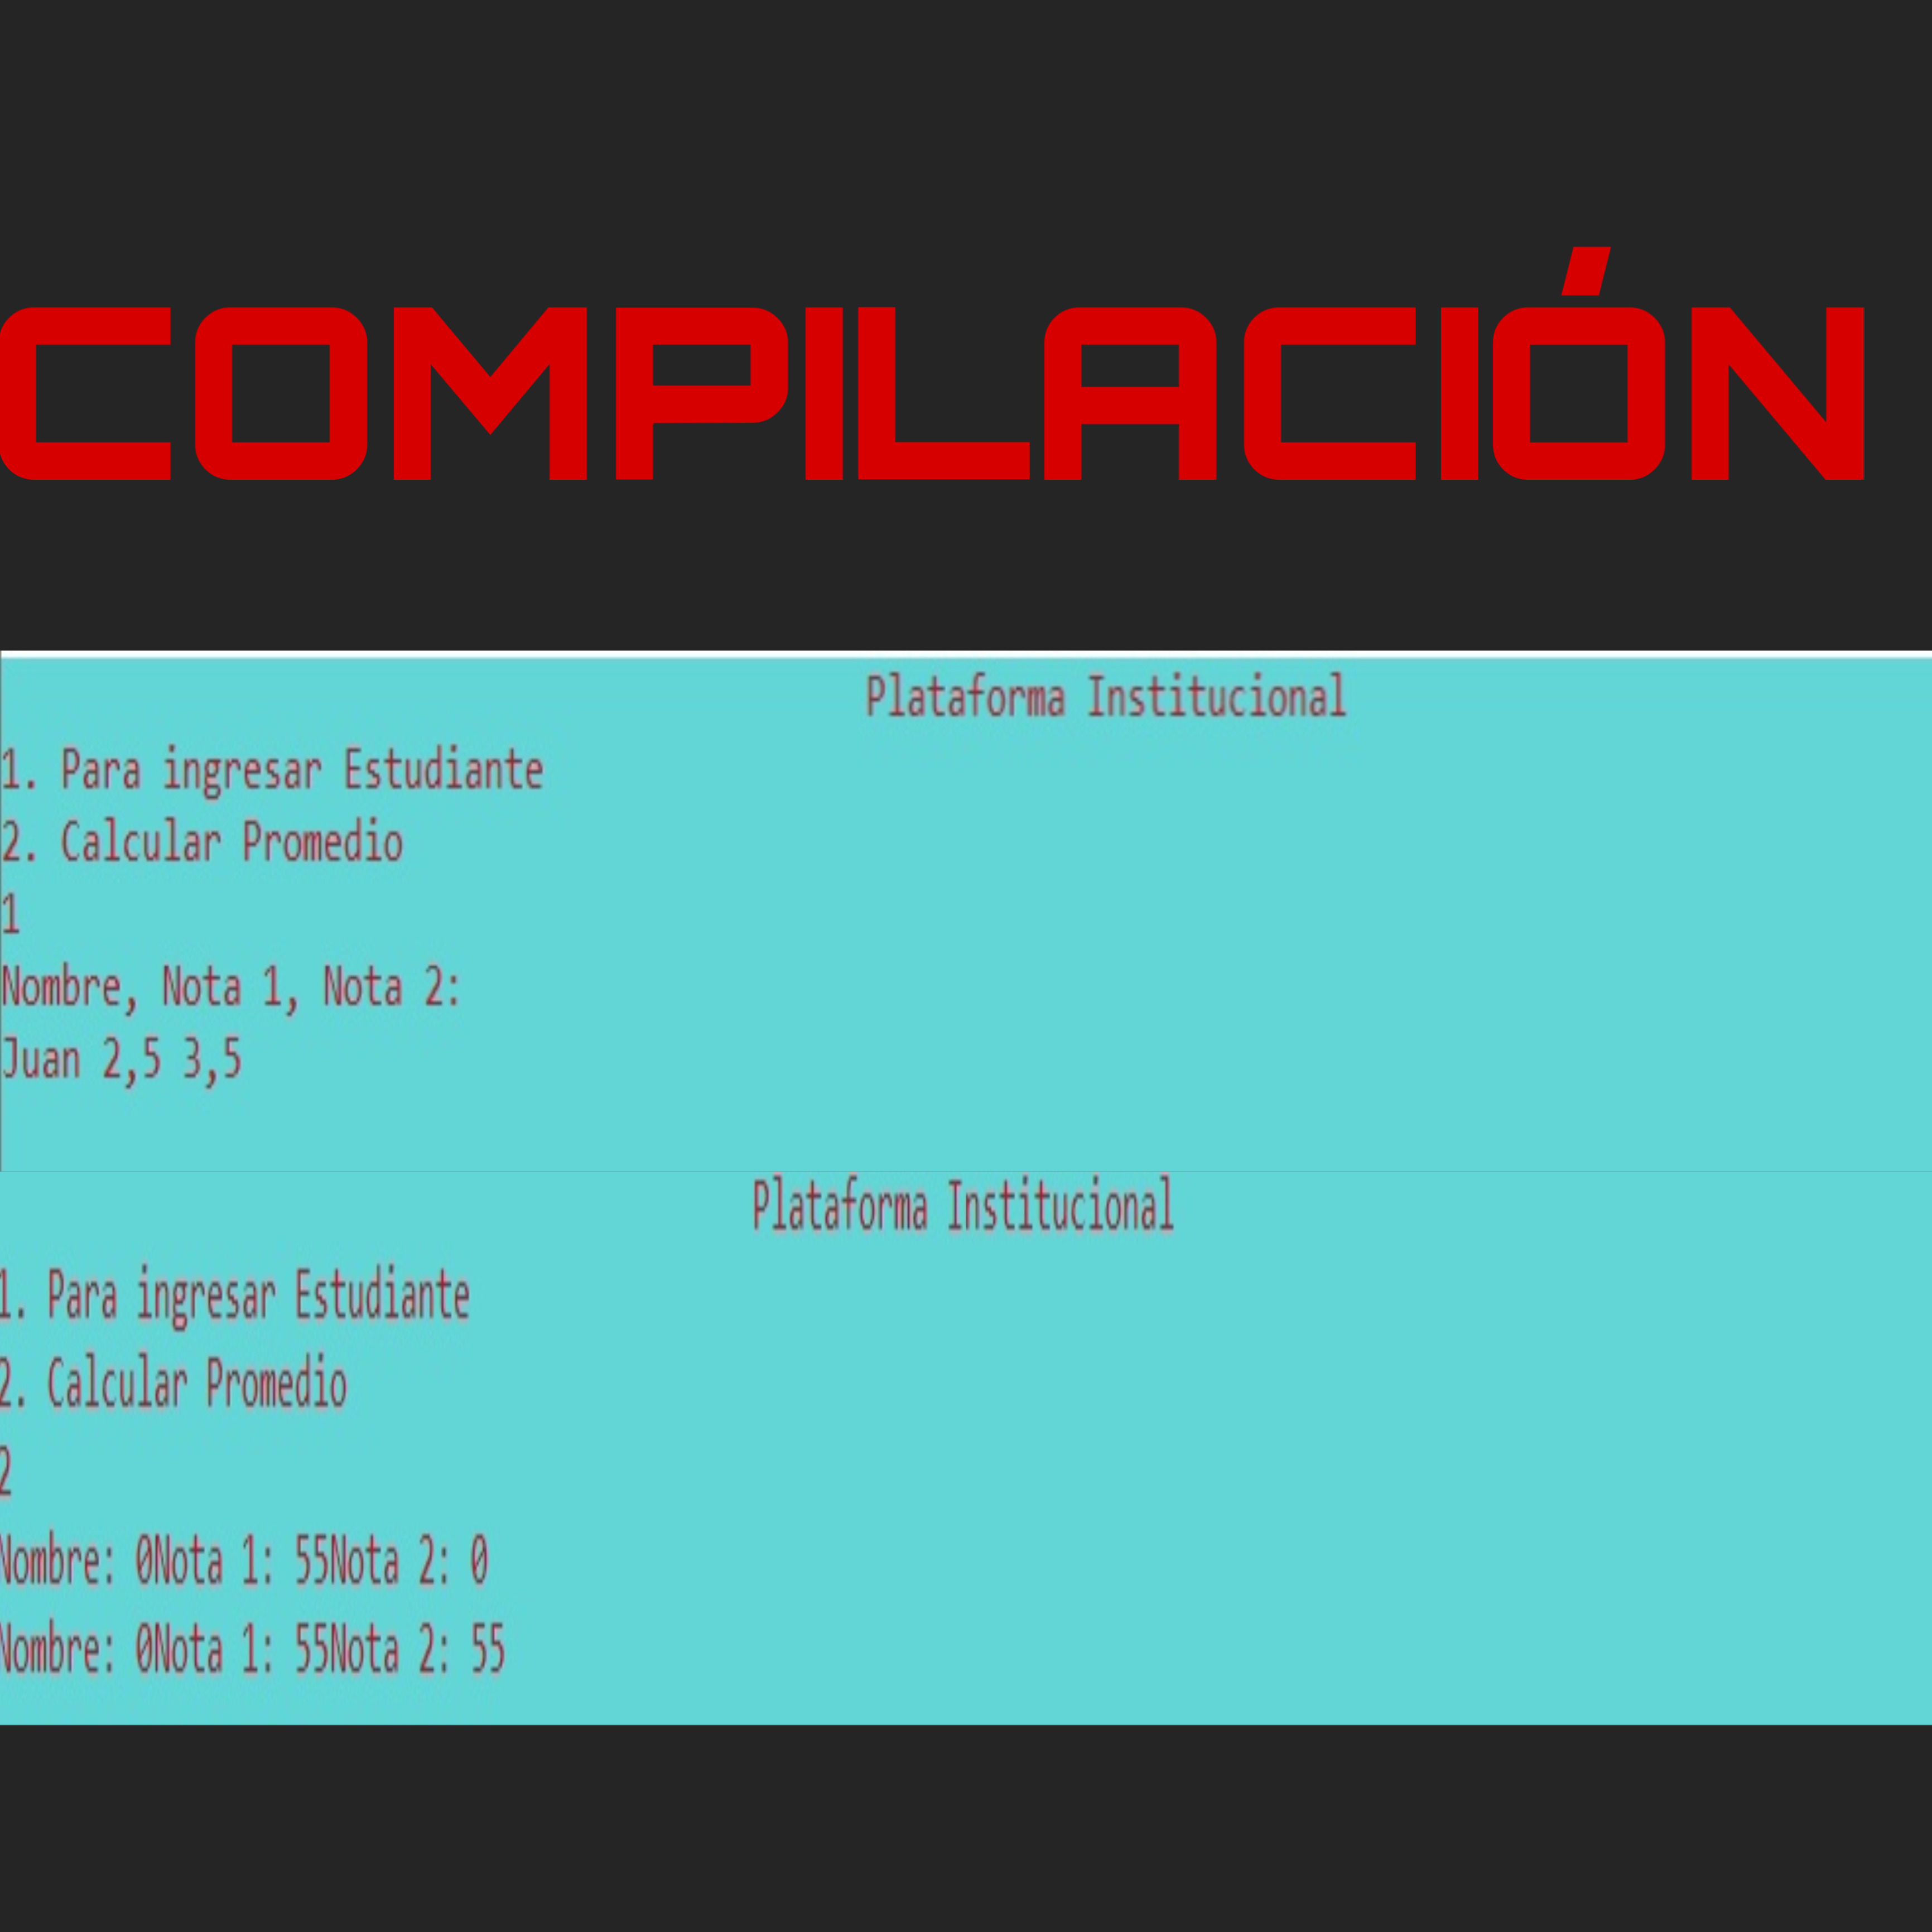 COMPILACIÓN
Plataforma Institucional
1. Para ingresar Estudiante
2. Calcular Promedio
1
Nombre, Nota 1, Nota 2:
Juan 2,5 3,5
Plataforma Institucional
1. Para ingresar Estudiante
2. Calcular Promedio
2
Nombre: 0Nota 1: 55Nota 2: 0
Nombre: 0Nota 1: 55Nota 2: 55